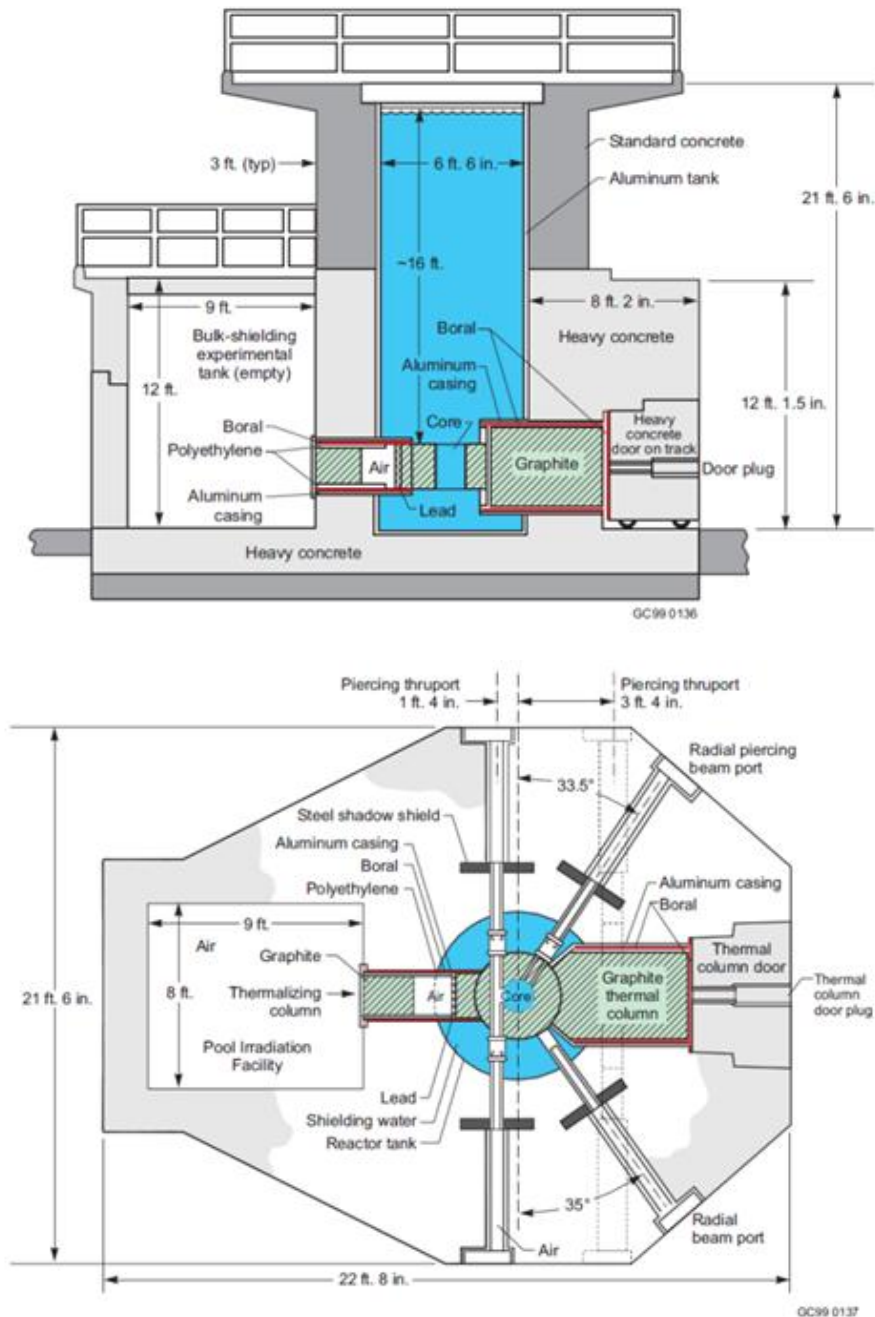 Standard concrete
3 ft. (typ)
6 ft. 6 in.
Aluminum tank
21 ft. 6 in.
~16 ft.
9 ft.
8 ft. 2 in.
Bulk-shielding
experimental
tank (empty)
Boral
Heavy concrete
Aluminum
casing
12 ft.
12 ft. 1.5 in.
Core
Boral
Heavy
concrete
door on track
Polyethylene
Air
Graphite
Door plug
Aluminum
casing
Lead
Heavy concrete
GC99 0136
Piercing thruport
1 ft. 4 in.
Piercing thruport
3 ft. 4 in.
Radial piercing
beam port
33.5°
Steel shadow shield
Aluminum casing
Boral
Polyethylene
Aluminum casing
Boral
9 ft.
Air
Graphite
Thermal
column door
21 ft. 6 in.
8 ft.
Thermalizing
column
Air
Core
Graphite
thermal
column
Thermal
column
door plug
Pool Irradiation
Facility
Lead
Shielding water
Reactor tank
35°
Radial
beam port
Air
22 ft. 8 in.
GC99 0137